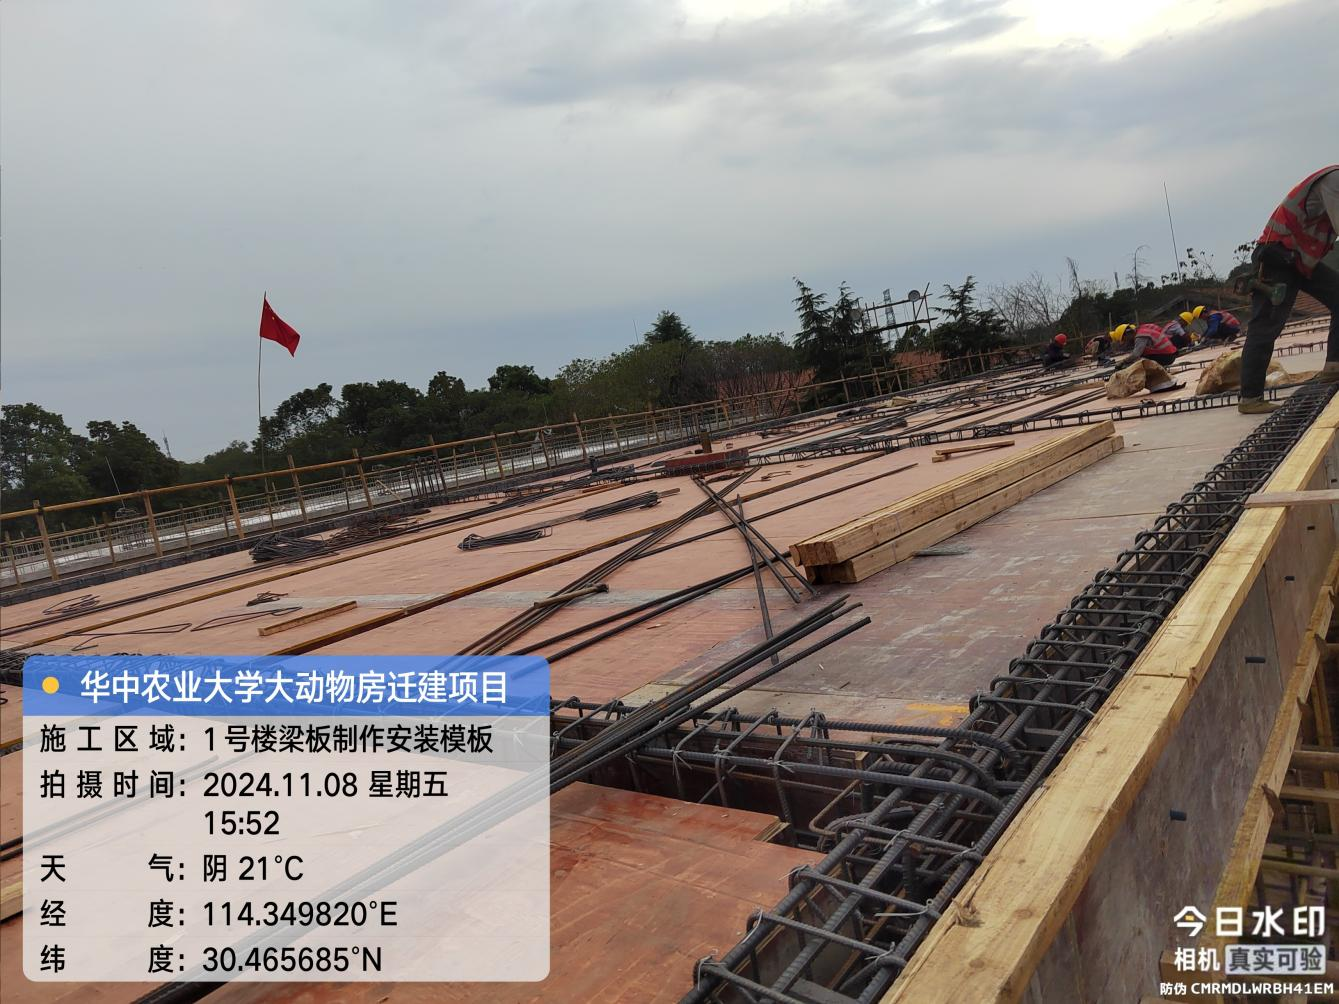 华中农业大学大动物房迁建项目
施工区域：1号楼梁板制作安装模板
拍摄时间：2024.11.08 星期五
15:52
天气：阴 21°C
经度：114.349820°E
纬度：30.465685°N
今日水印
相机 真实可验
防伪 CMRMDLWRBH41EM